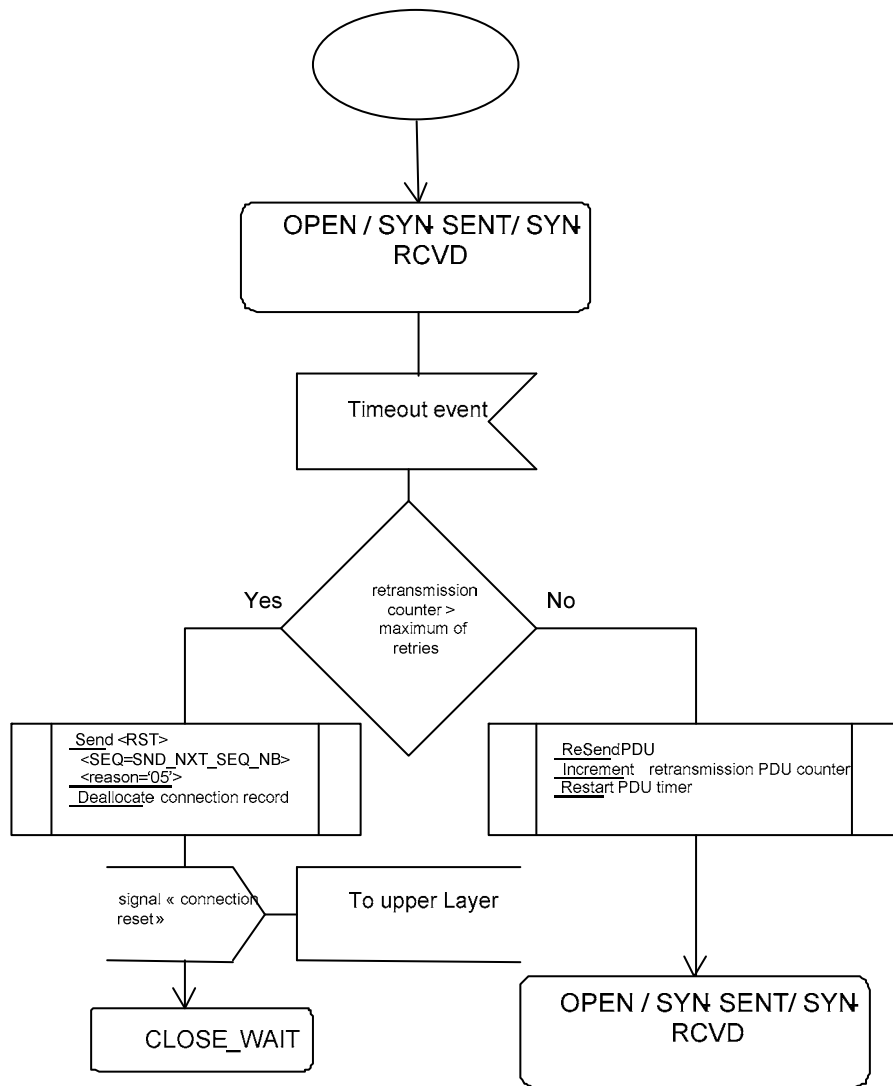 OPEN / SYN- SENT/ SYN-
RCVD
Timeout event
Yes
retransmission
counter >
maximum of
retries
No
Send <RST>
<SEQ=SND_NXT_SEQ_NB>
<reason='05'>
Deallocate connection record
ReSendPDU
Increment retransmission PDU counter
Restart PDU timer
signal « connection
reset»
To upper Layer
CLOSE_WAIT
OPEN / SYN- SENT/ SYN-
RCVD